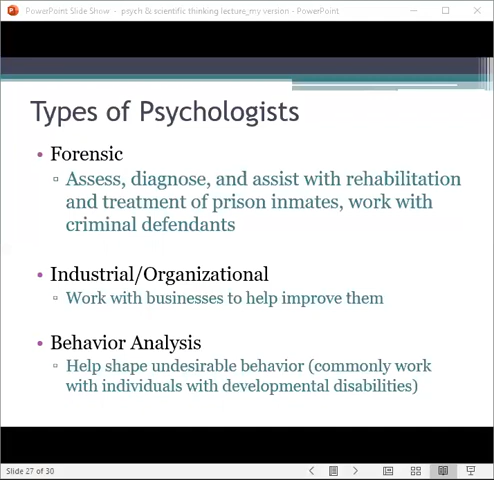 PowerPoint Slide Show - psych & scientific thinking lecture_my version - PowerPoint
Types of Psychologists
• Forensic
▫ Assess, diagnose, and assist with rehabilitation
and treatment of prison inmates, work with
criminal defendants
• Industrial/Organizational
▫ Work with businesses to help improve them
• Behavior Analysis
▫ Help shape undesirable behavior (commonly work
with individuals with developmental disabilities)
Slide 27 of 30